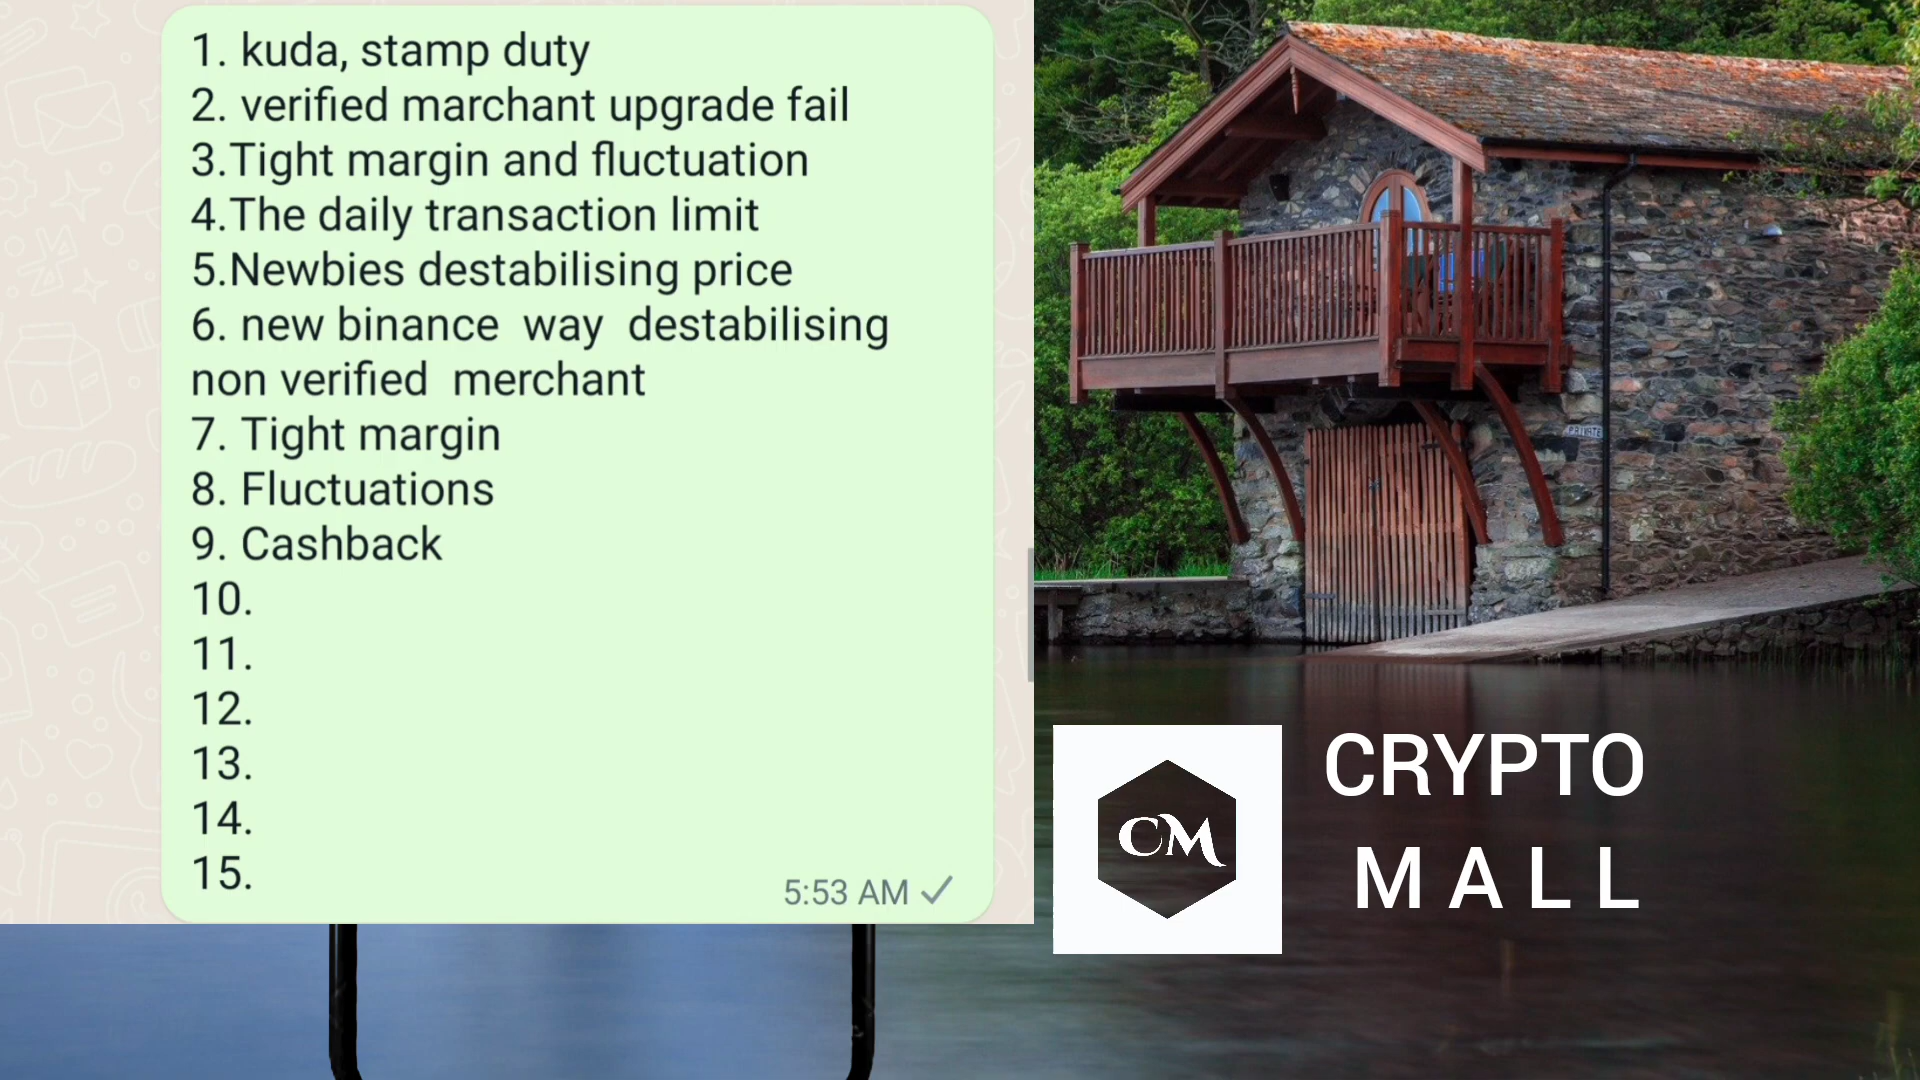 1. kuda, stamp duty
2. verified marchant upgrade fail
3.Tight margin and fluctuation
4.The daily transaction limit
5.Newbies destabilising price
6. new binance  way  destabilising
non verified  merchant
7. Tight margin
8. Fluctuations
9. Cashback
10.
11.
12.
13.
14.
15.
5:53 AM
PRIVATE
CM
CRYPTO
MALL